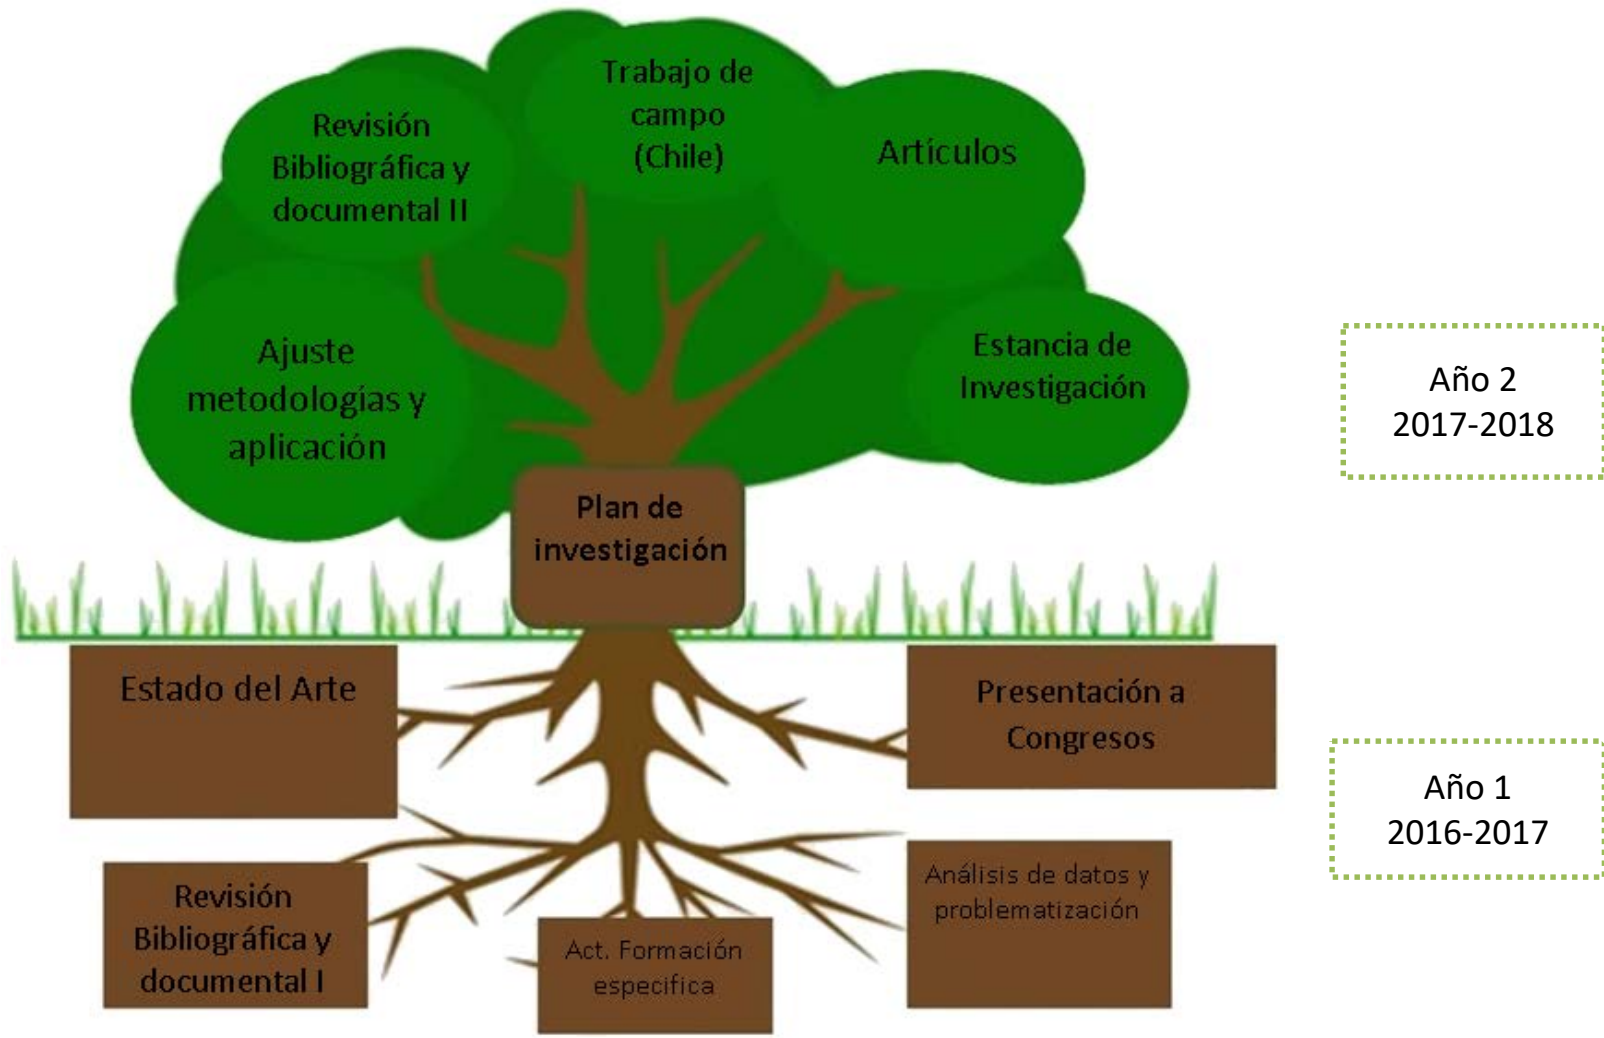 Trabajo de
campo
(Chile)
Revisión
Bibliográfica y
documental II
Artículos
Ajuste
metodologías y
aplicación
Estancia de
Investigación
Año 2
2017-2018
Plan de
investigación
Estado del Arte
Presentación a
Congresos
Año 1
2016-2017
Revisión
Bibliográfica y
documental I
Act. Formación
especifica
Análisis de datos y
problematización